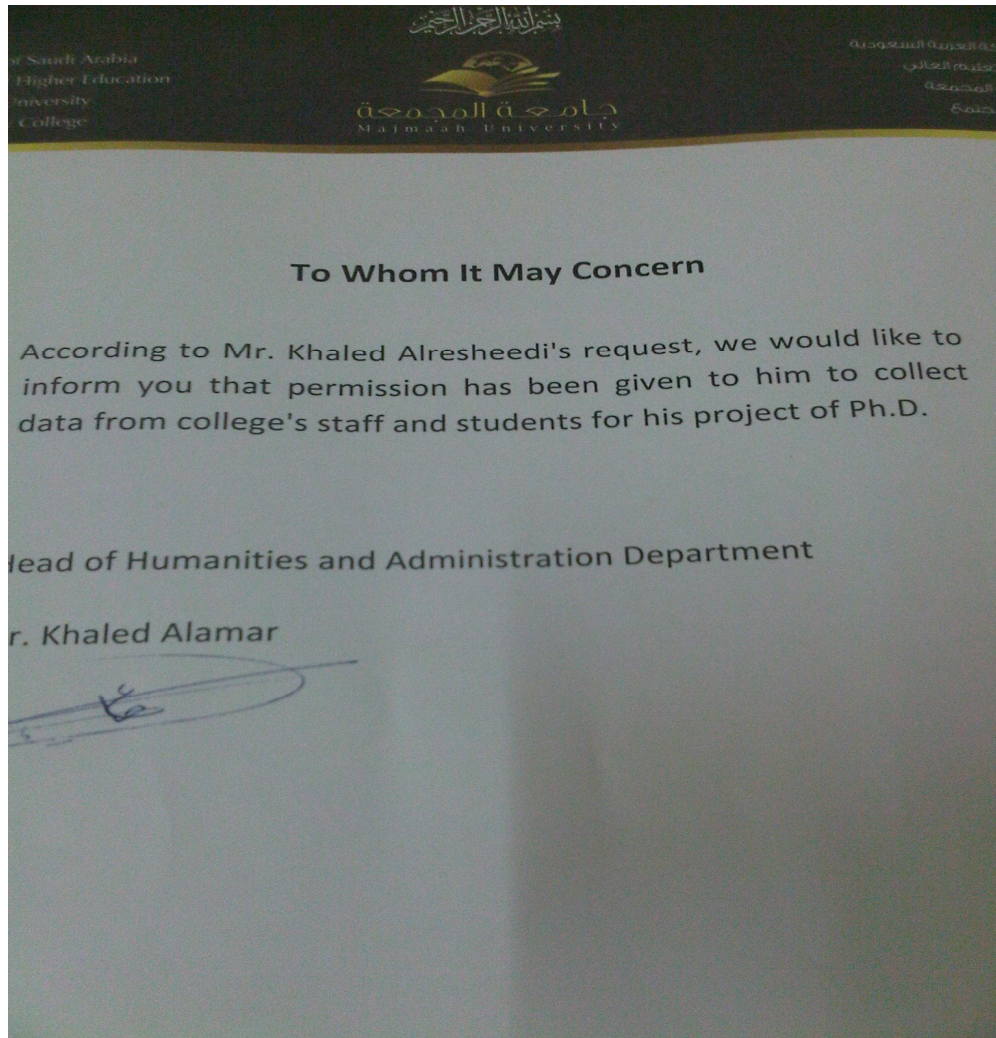 بسم الله الرحمن الرحيم
Saudi Arabia
Higher Education
University
College
جامعة المجمعة
Majmaah University
العربية السعودية
المجمعة
To Whom It May Concern
According to Mr. Khaled Alresheedi's request, we would like to
inform you that permission has been given to him to collect
data from college's staff and students for his project of Ph.D.
Head of Humanities and Administration Department
r. Khaled Alamar